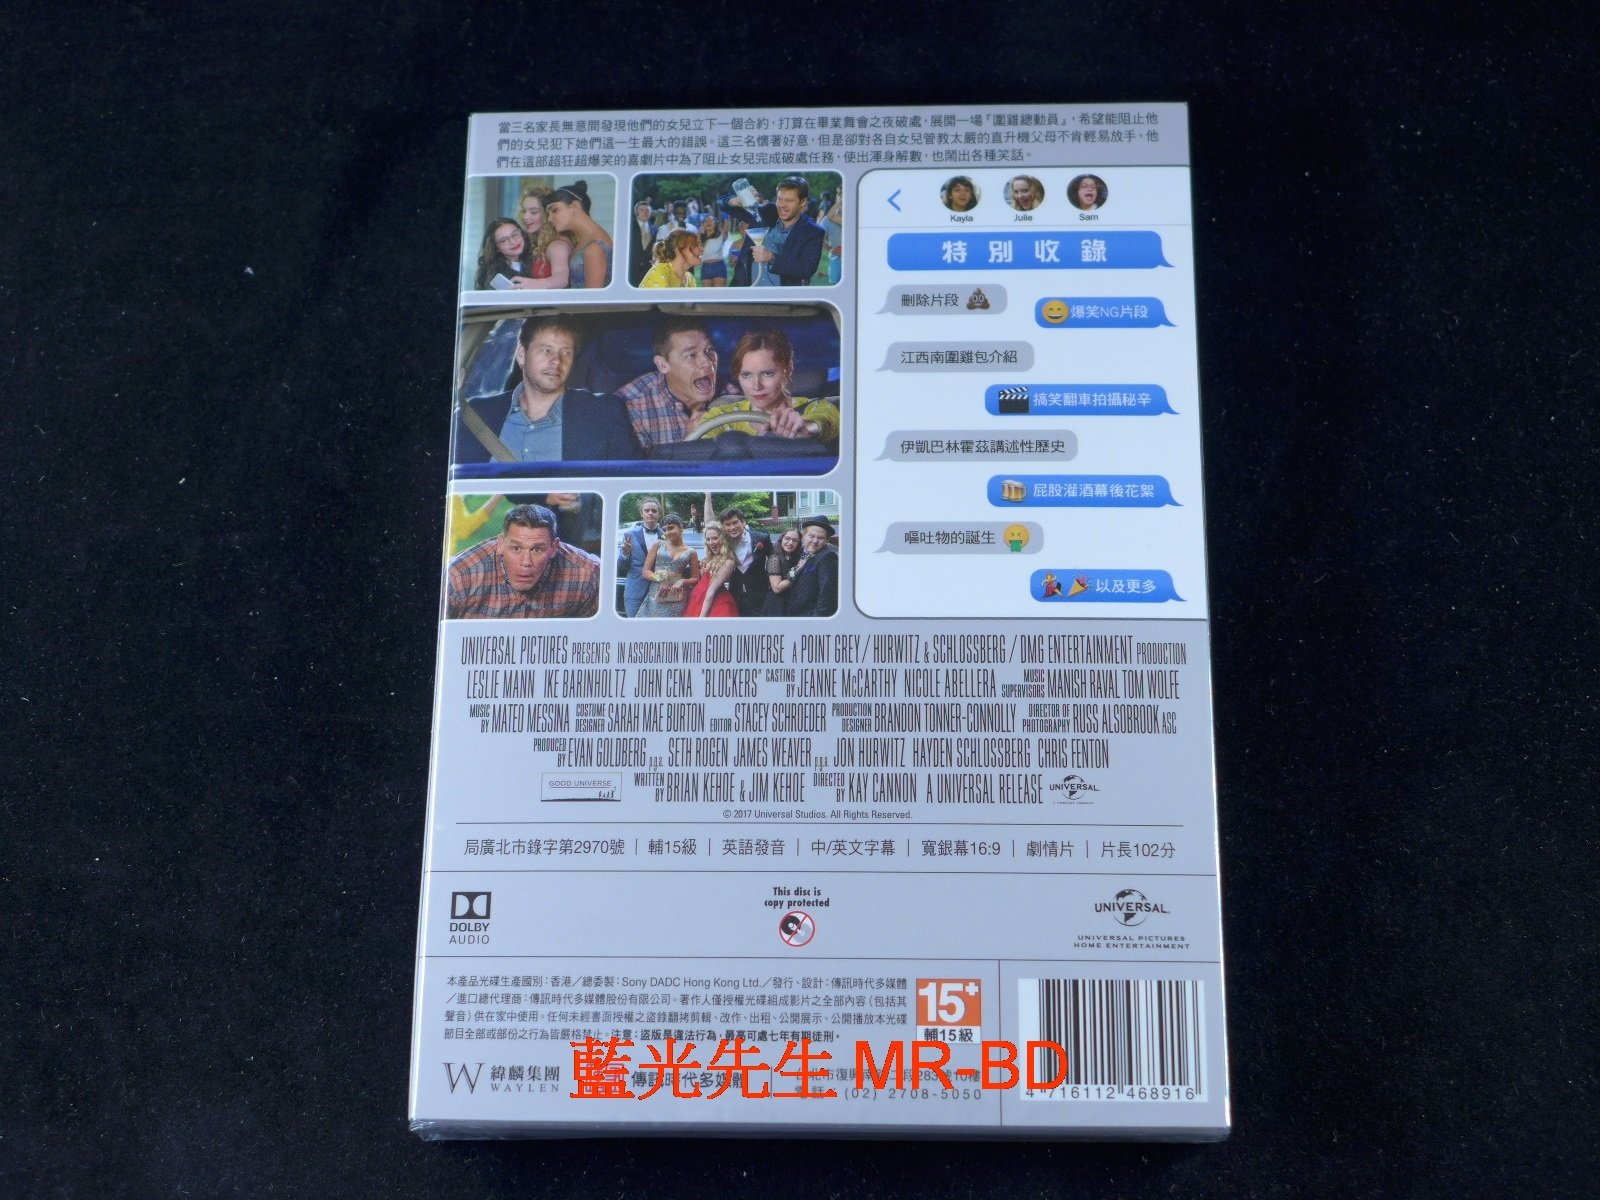 當三名家長無意間發現他們的女兒立下一個合約，打算在畢業舞會之夜破處，展開一場『圍雞總動員』，希望能阻止他
們的女兒犯下她們這一生最大的錯誤。這三名懷著好意，但是卻對各自女兒管教太嚴的直升機父母不肯輕易放手，他
們在這部超狂超爆笑的喜劇片中為了阻止女兒完成破處任務，使出渾身解數，也鬧出各種笑話。
Kayla Julie Sam
特別收錄
刪除片段
爆笑NG片段
江西南圍雞包介紹
搞笑翻車拍攝秘辛
伊凱巴林霍茲講述性歷史
屁股灌酒幕後花絮
嘔吐物的誕生
以及更多
UNIVERSAL PICTURES PRESENTS IN ASSOCIATION WITH GOOD UNIVERSE A POINT GREY / HURWITZ & SCHLOSSBERG / DMG ENTERTAINMENT PRODUCTION
LESLIE MANN IKE BARINHOLTZ JOHN CENA "BLOCKERS" CASTING BY JEANNE McCARTHY NICOLE ABELLERA MUSIC SUPERVISORS MANISH RAVAL TOM WOLFE
MUSIC BY MATEO MESSINA COSTUME DESIGNER SARAH MAE BURTON EDITOR STACEY SCHROEDER PRODUCTION DESIGNER BRANDON TONNER-CONNOLLY DIRECTOR OF PHOTOGRAPHY RUSS ALSOBROOK ASC
PRODUCED BY EVAN GOLDBERG p.g.a. SETH ROGEN JAMES WEAVER p.g.a. JON HURWITZ HAYDEN SCHLOSSBERG CHRIS FENTON
GOOD UNIVERSE WRITTEN BY BRIAN KEHOE & JIM KEHOE DIRECTED BY KAY CANNON A UNIVERSAL RELEASE UNIVERSAL
© 2017 Universal Studios. All Rights Reserved.
局廣北市錄字第2970號｜輔15級｜英語發音｜中/英文字幕｜寬銀幕16:9｜劇情片｜片長102分
DOLBY
AUDIO
This disc is
copy protected
UNIVERSAL
UNIVERSAL PICTURES
HOME ENTERTAINMENT
本產品光碟生產國別：香港／總委製：Sony DADC Hong Kong Ltd.／發行、設計：傳訊時代多媒體
／進口總代理商：傳訊時代多媒體股份有限公司。著作人僅授權光碟組成影片之全部內容（包括其
聲音）供在家中使用。任何未經書面授權之盜錄翻拷剪輯、改作、出租、公開展示、公開播放本光碟
節目全部或部份之行為皆嚴格禁止。注意：盜版是違法行為，最高可處七年有期徒刑。
15+
輔15級
緯麟集團
WAYLEN
傳訊時代多媒體
(02) 2708-5050
4 716112 468916
藍光先生 MR-BD